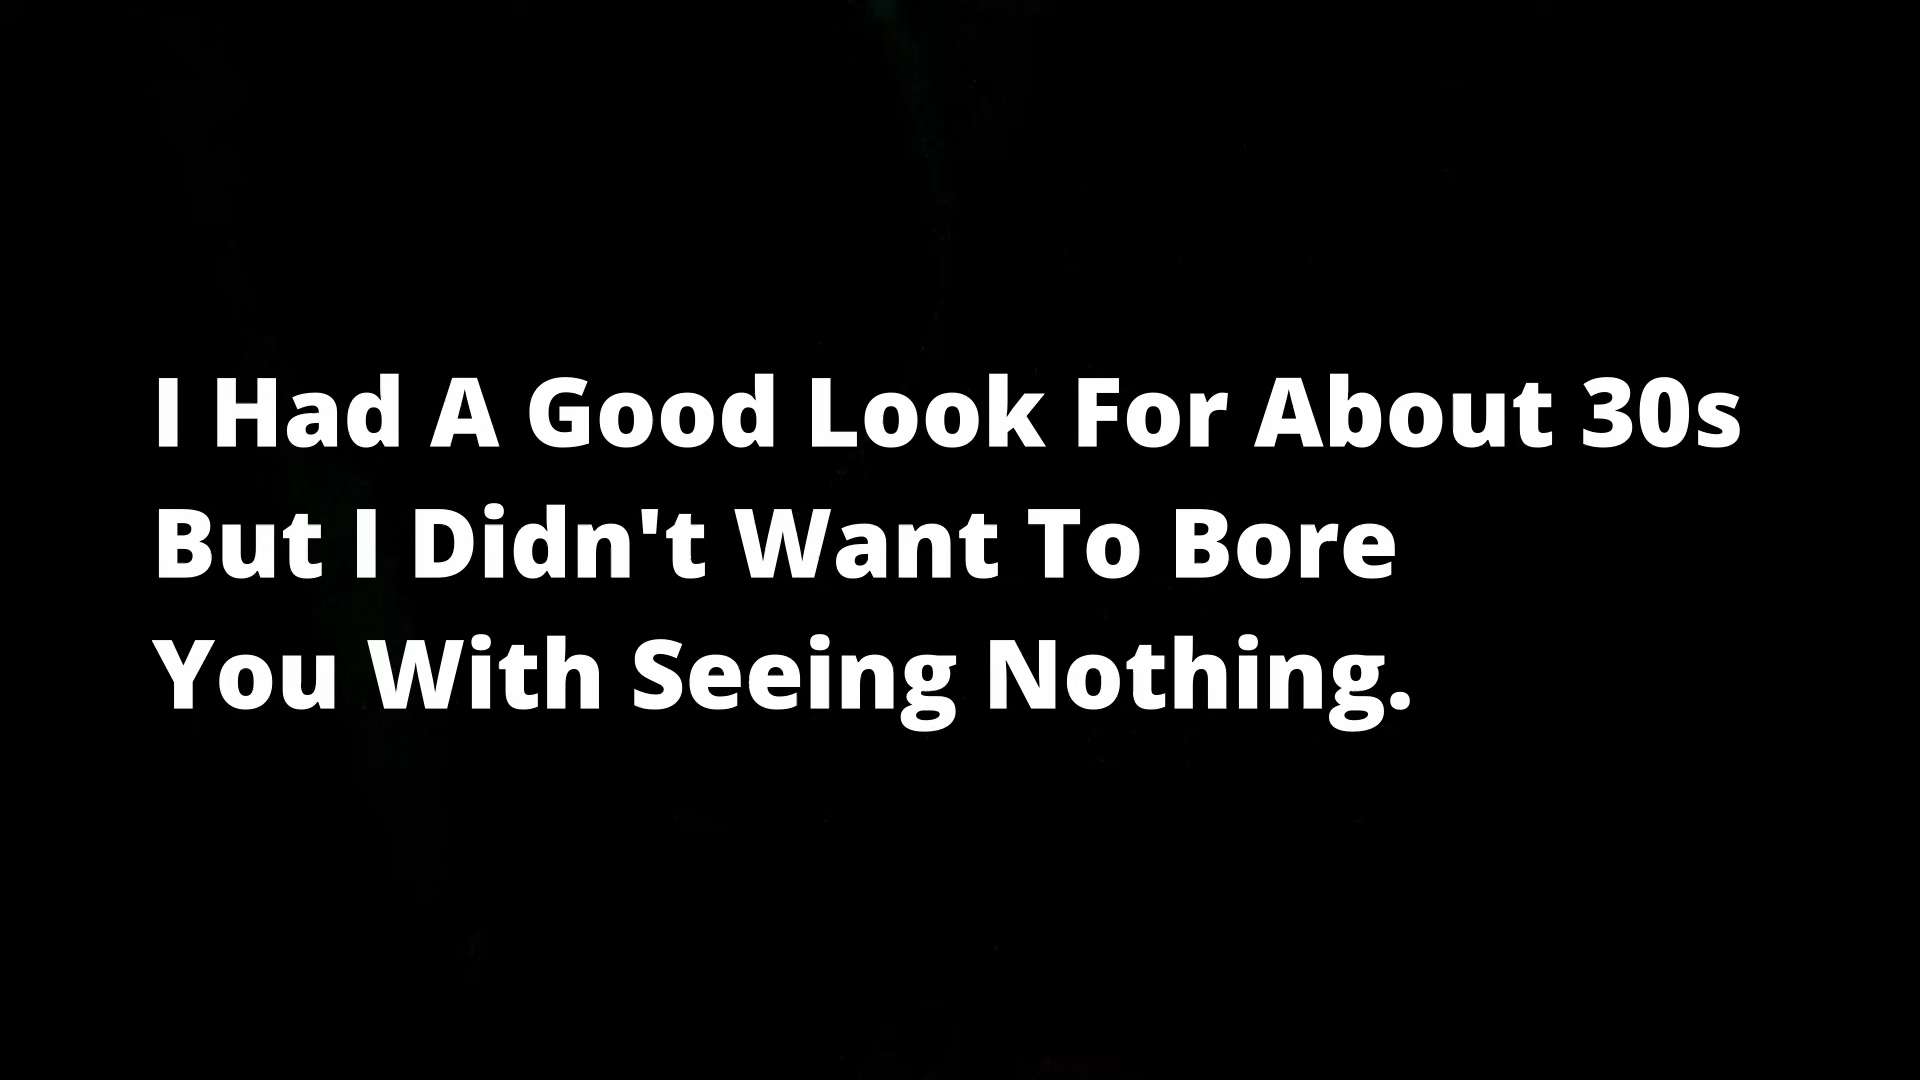 I Had A Good Look For About 30s
But I Didn't Want To Bore
You With Seeing Nothing.